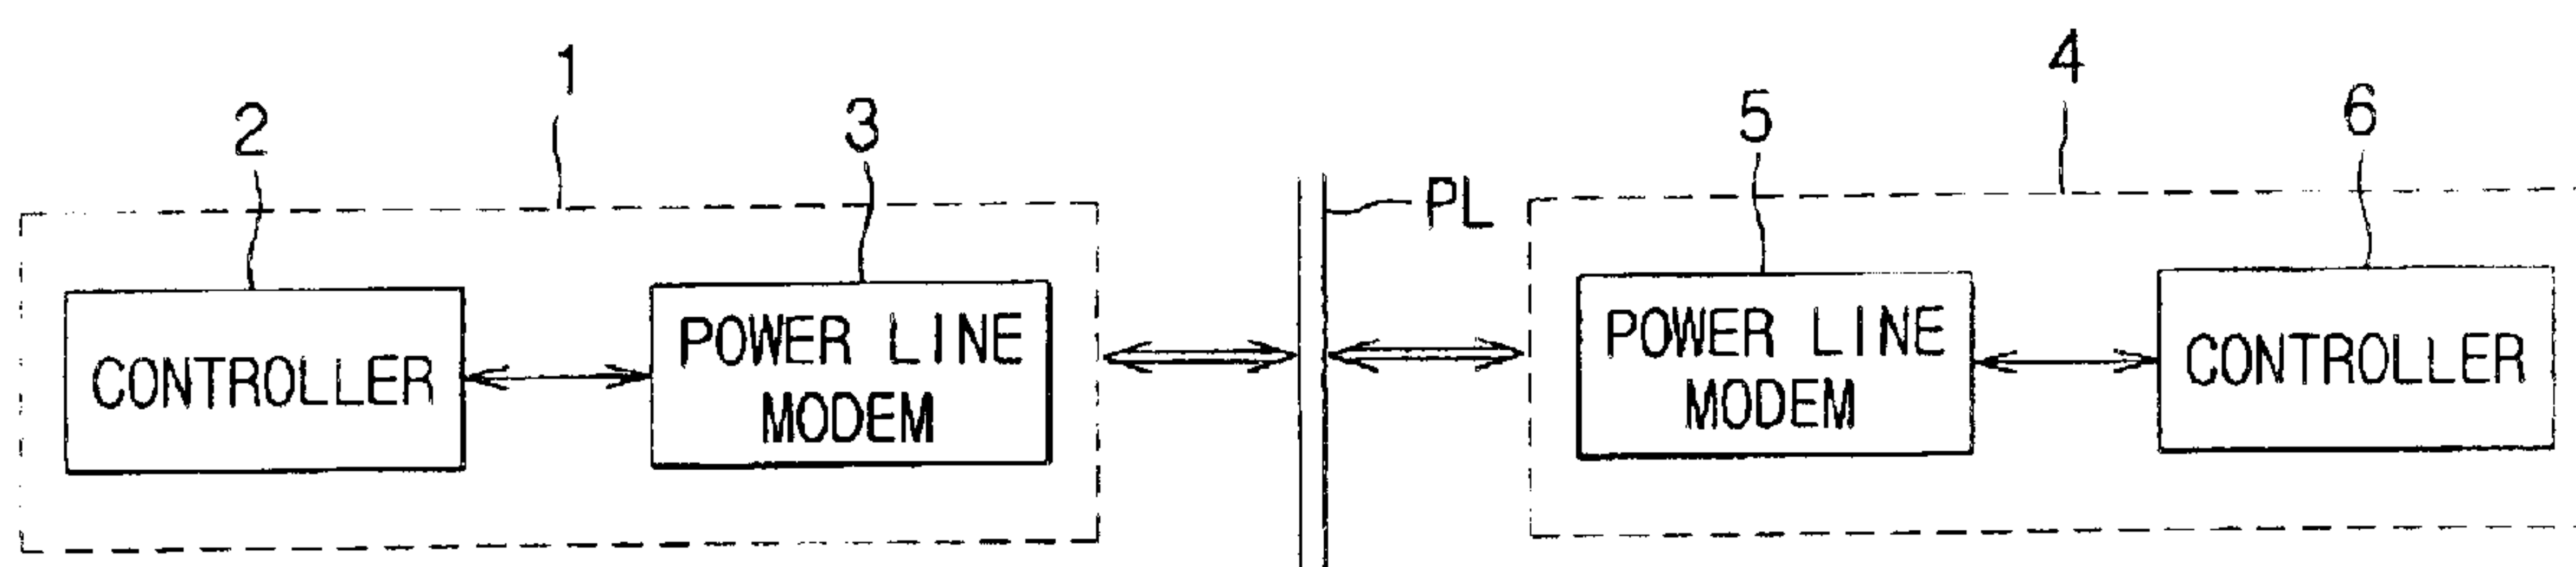 1
4
2
3
5
6
PL
CONTROLLER
POWER LINE
MODEM
POWER LINE
MODEM
CONTROLLER